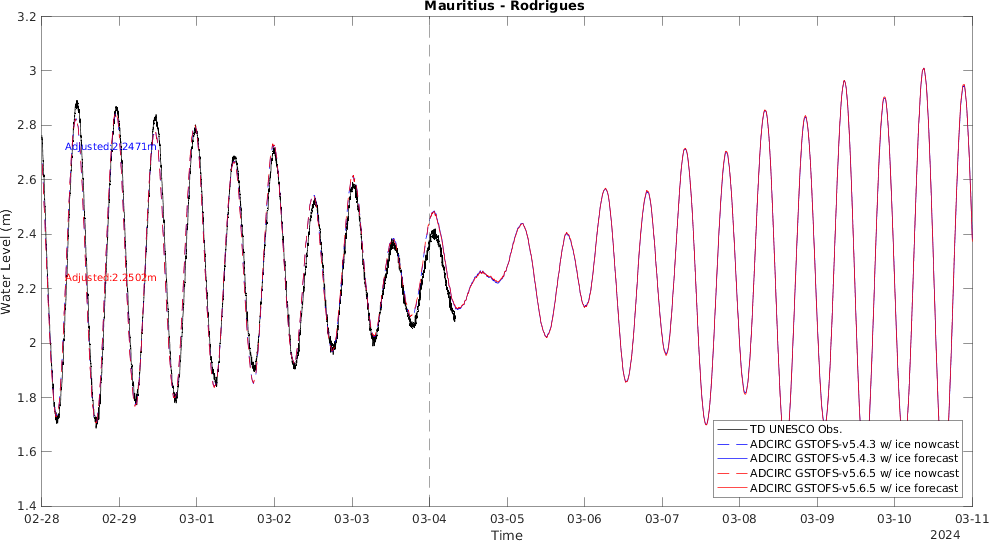 Mauritius - Rodrigues
3.2
3
2.8
2.6
2.4
2.2
2
1.8
1.6
1.4
Water Level (m)
Adjusted:2.2471m
Adjusted:2.2502m
TD UNESCO Obs.
ADCIRC GSTOFS-v5.4.3 w/ ice nowcast
ADCIRC GSTOFS-v5.4.3 w/ ice forecast
ADCIRC GSTOFS-v5.6.5 w/ ice nowcast
ADCIRC GSTOFS-v5.6.5 w/ ice forecast
02-28 02-29 03-01 03-02 03-03 03-04 03-05 03-06 03-07 03-08 03-09 03-10 03-11
Time
2024